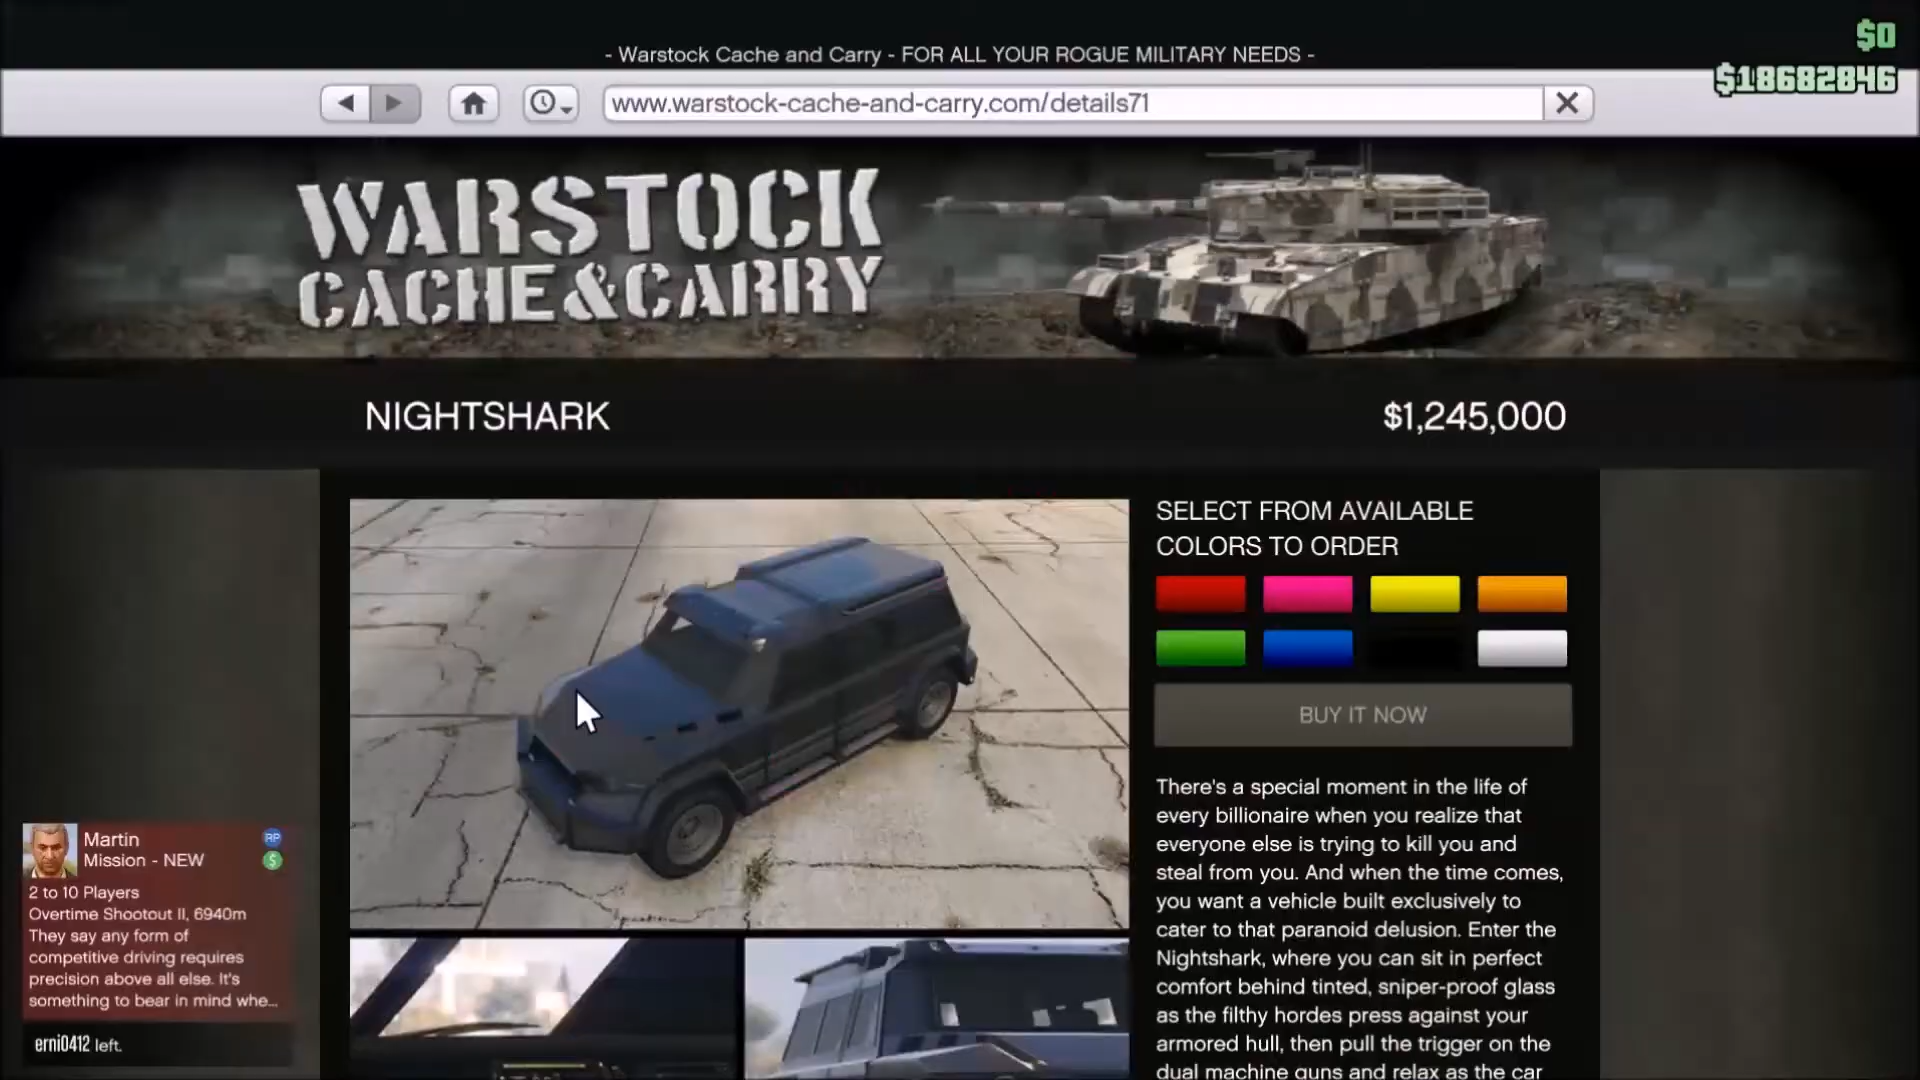 - Warstock Cache and Carry - FOR ALL YOUR ROGUE MILITARY NEEDS -
$0
$18682846
www.warstock-cache-and-carry.com/details71
WARSTOCK
CACHE & CARRY
NIGHTSHARK
$1,245,000
SELECT FROM AVAILABLE
COLORS TO ORDER
BUY IT NOW
There's a special moment in the life of
every billionaire when you realize that
everyone else is trying to kill you and
steal from you. And when the time comes,
you want a vehicle built exclusively to
cater to that paranoid delusion. Enter the
Nightshark, where you can sit in perfect
comfort behind tinted, sniper-proof glass
as the filthy hordes press against your
armored hull, then pull the trigger on the
dual machine guns and relax as the car
Martin
Mission - NEW
RP
$
2 to 10 Players
Overtime Shootout II, 6940m
They say any form of
competitive driving requires
precision above all else. It's
something to bear in mind whe...
erni0412 left.